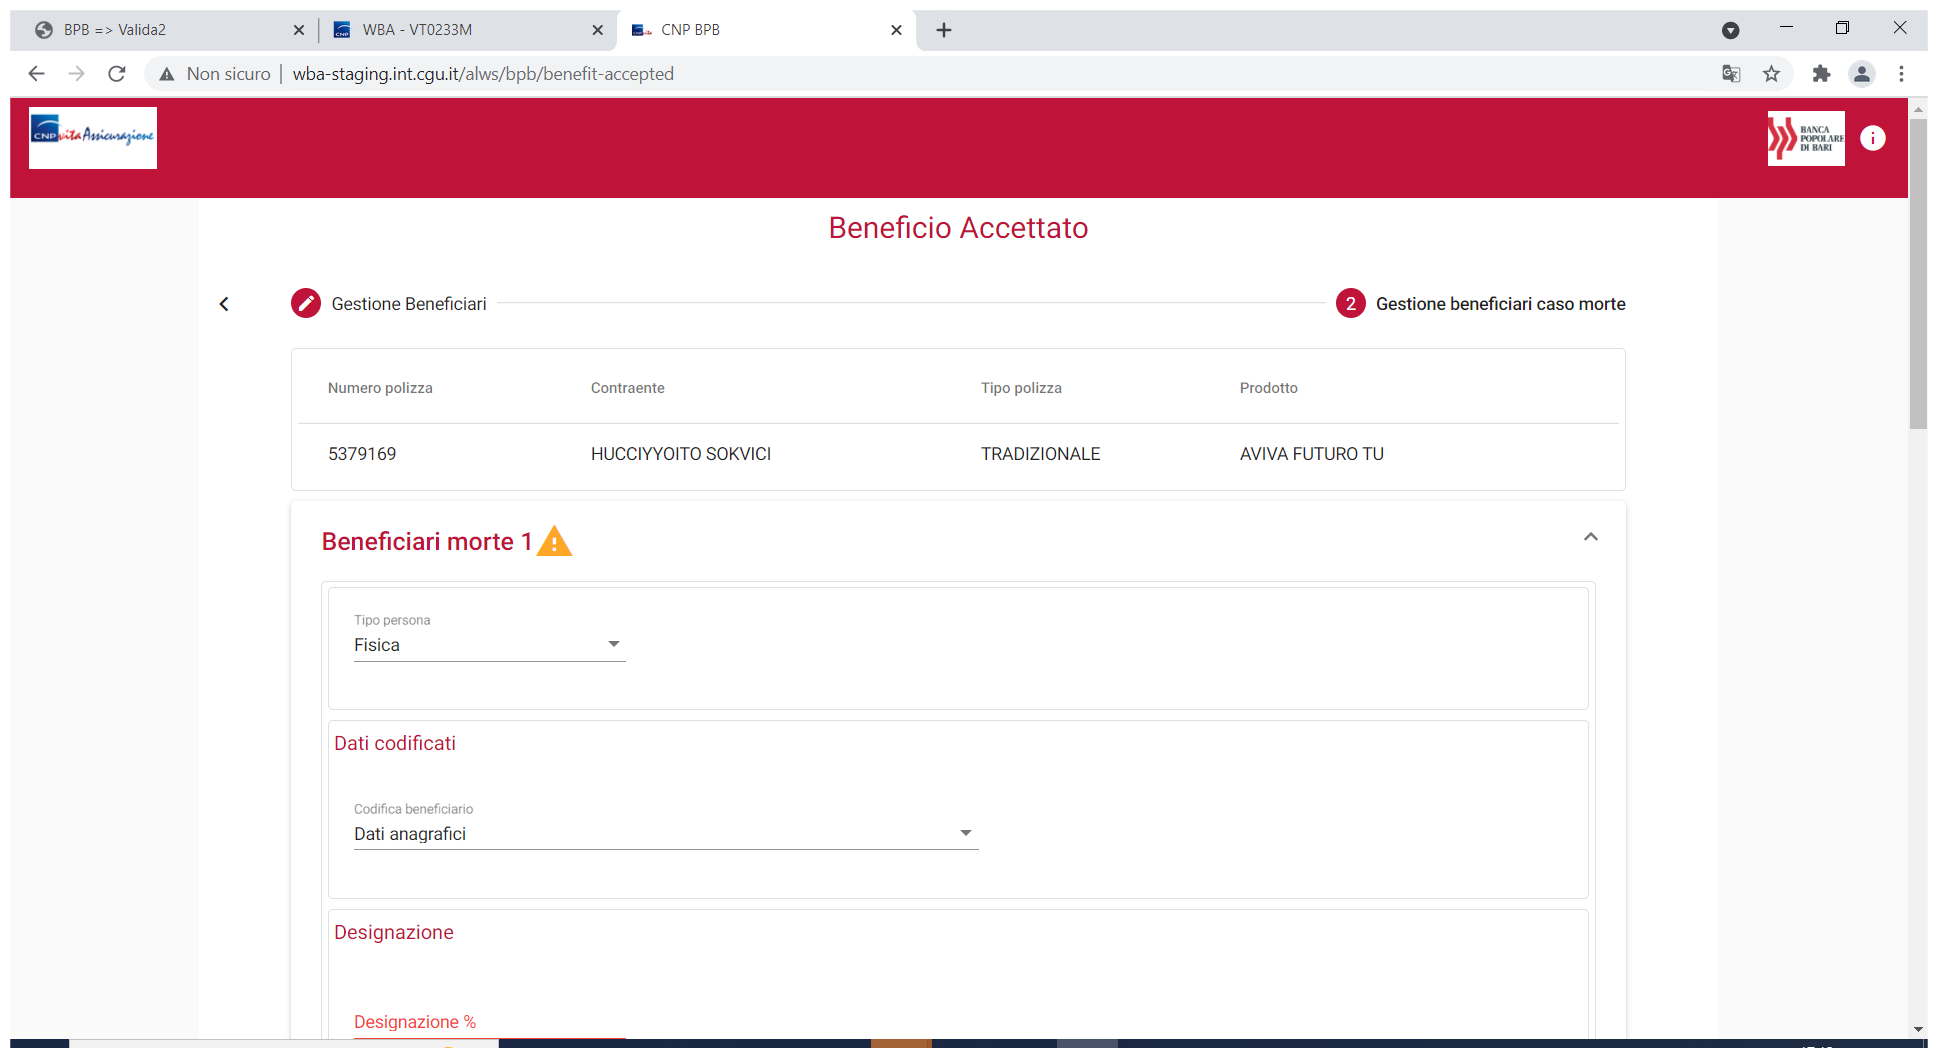 BPB => Valida2
WBA - VT0233M
CNP BPB
Non sicuro | wba-staging.int.cgu.it/alws/bpb/benefit-accepted
CNP vita Assicurazione
BANCA
POPOLARE
DI BARI
i
Beneficio Accettato
Gestione Beneficiari
2 Gestione beneficiari caso morte
Numero polizza Contraente Tipo polizza Prodotto
5379169 HUCCIYYOITO SOKVICI TRADIZIONALE AVIVA FUTURO TU
Beneficiari morte 1
Tipo persona
Fisica
Dati codificati
Codifica beneficiario
Dati anagrafici
Designazione
Designazione %